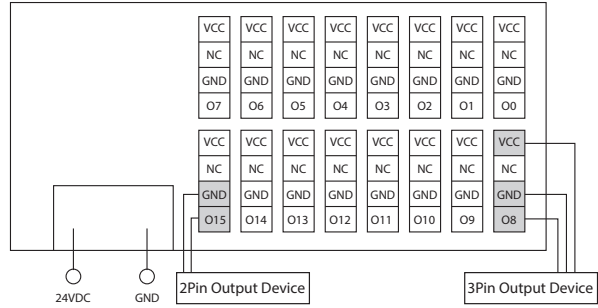 VCC VCC VCC VCC VCC VCC VCC VCC
NC NC NC NC NC NC NC NC
GND GND GND GND GND GND GND GND
O7 O6 O5 O4 O3 O2 O1 O0
VCC VCC VCC VCC VCC VCC VCC VCC
NC NC NC NC NC NC NC NC
GND GND GND GND GND GND GND GND
O15 O14 O13 O12 O11 O10 O9 O8
24VDC GND 2Pin Output Device 3Pin Output Device